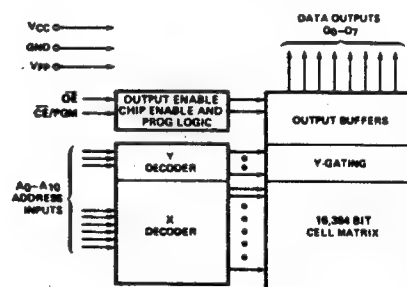 VCC
GND
VPP
DATA OUTPUTS
O0–O7
OE
CE/PGM
OUTPUT ENABLE
CHIP ENABLE AND
PROG LOGIC
OUTPUT BUFFERS
A0–A10
ADDRESS
INPUTS
Y
DECODER
Y-GATING
X
DECODER
16,384 BIT
CELL MATRIX